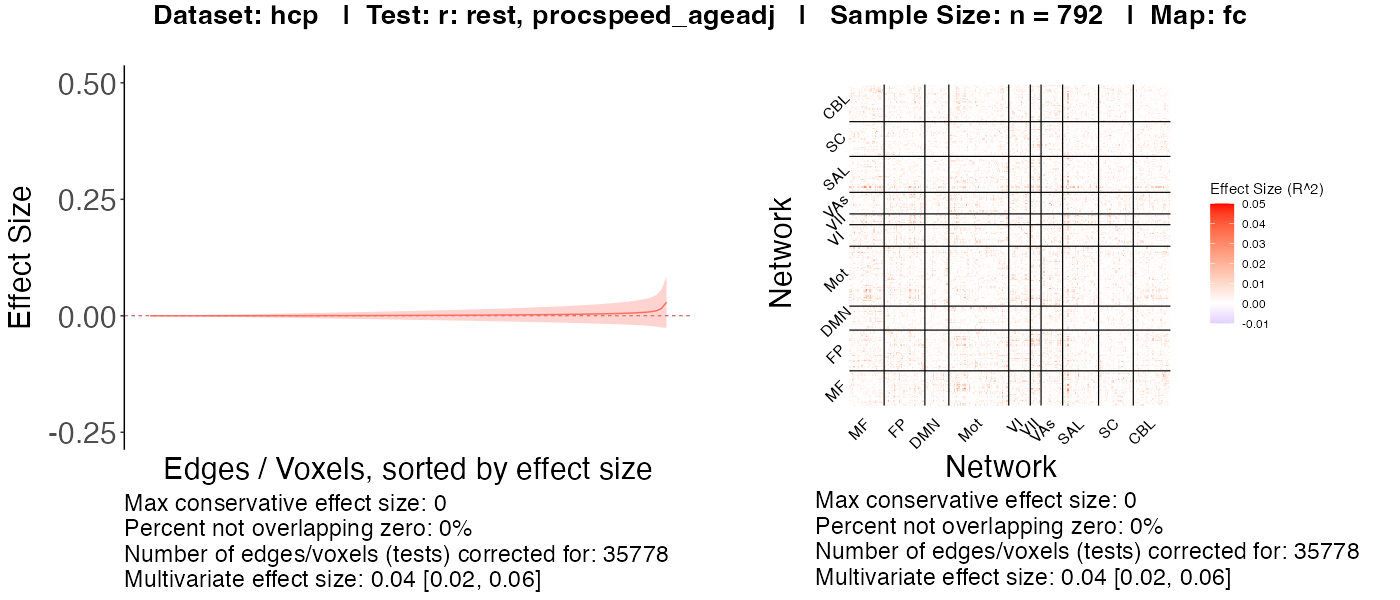 Dataset: hcp | Test: r: rest, procspeed_ageadj | Sample Size: n = 792 | Map: fc
Effect Size
0.50
0.25
0.00
-0.25
Edges / Voxels, sorted by effect size
Max conservative effect size: 0
Percent not overlapping zero: 0%
Number of edges/voxels (tests) corrected for: 35778
Multivariate effect size: 0.04 [0.02, 0.06]
Network
CBL
SC
SAL
VAs
VII
VI
Mot
DMN
FP
MF
MF
FP
DMN
Mot
VI
VII
VAs
SAL
SC
CBL
Network
Effect Size (R^2)
0.05
0.04
0.03
0.02
0.01
0.00
-0.01
Max conservative effect size: 0
Percent not overlapping zero: 0%
Number of edges/voxels (tests) corrected for: 35778
Multivariate effect size: 0.04 [0.02, 0.06]